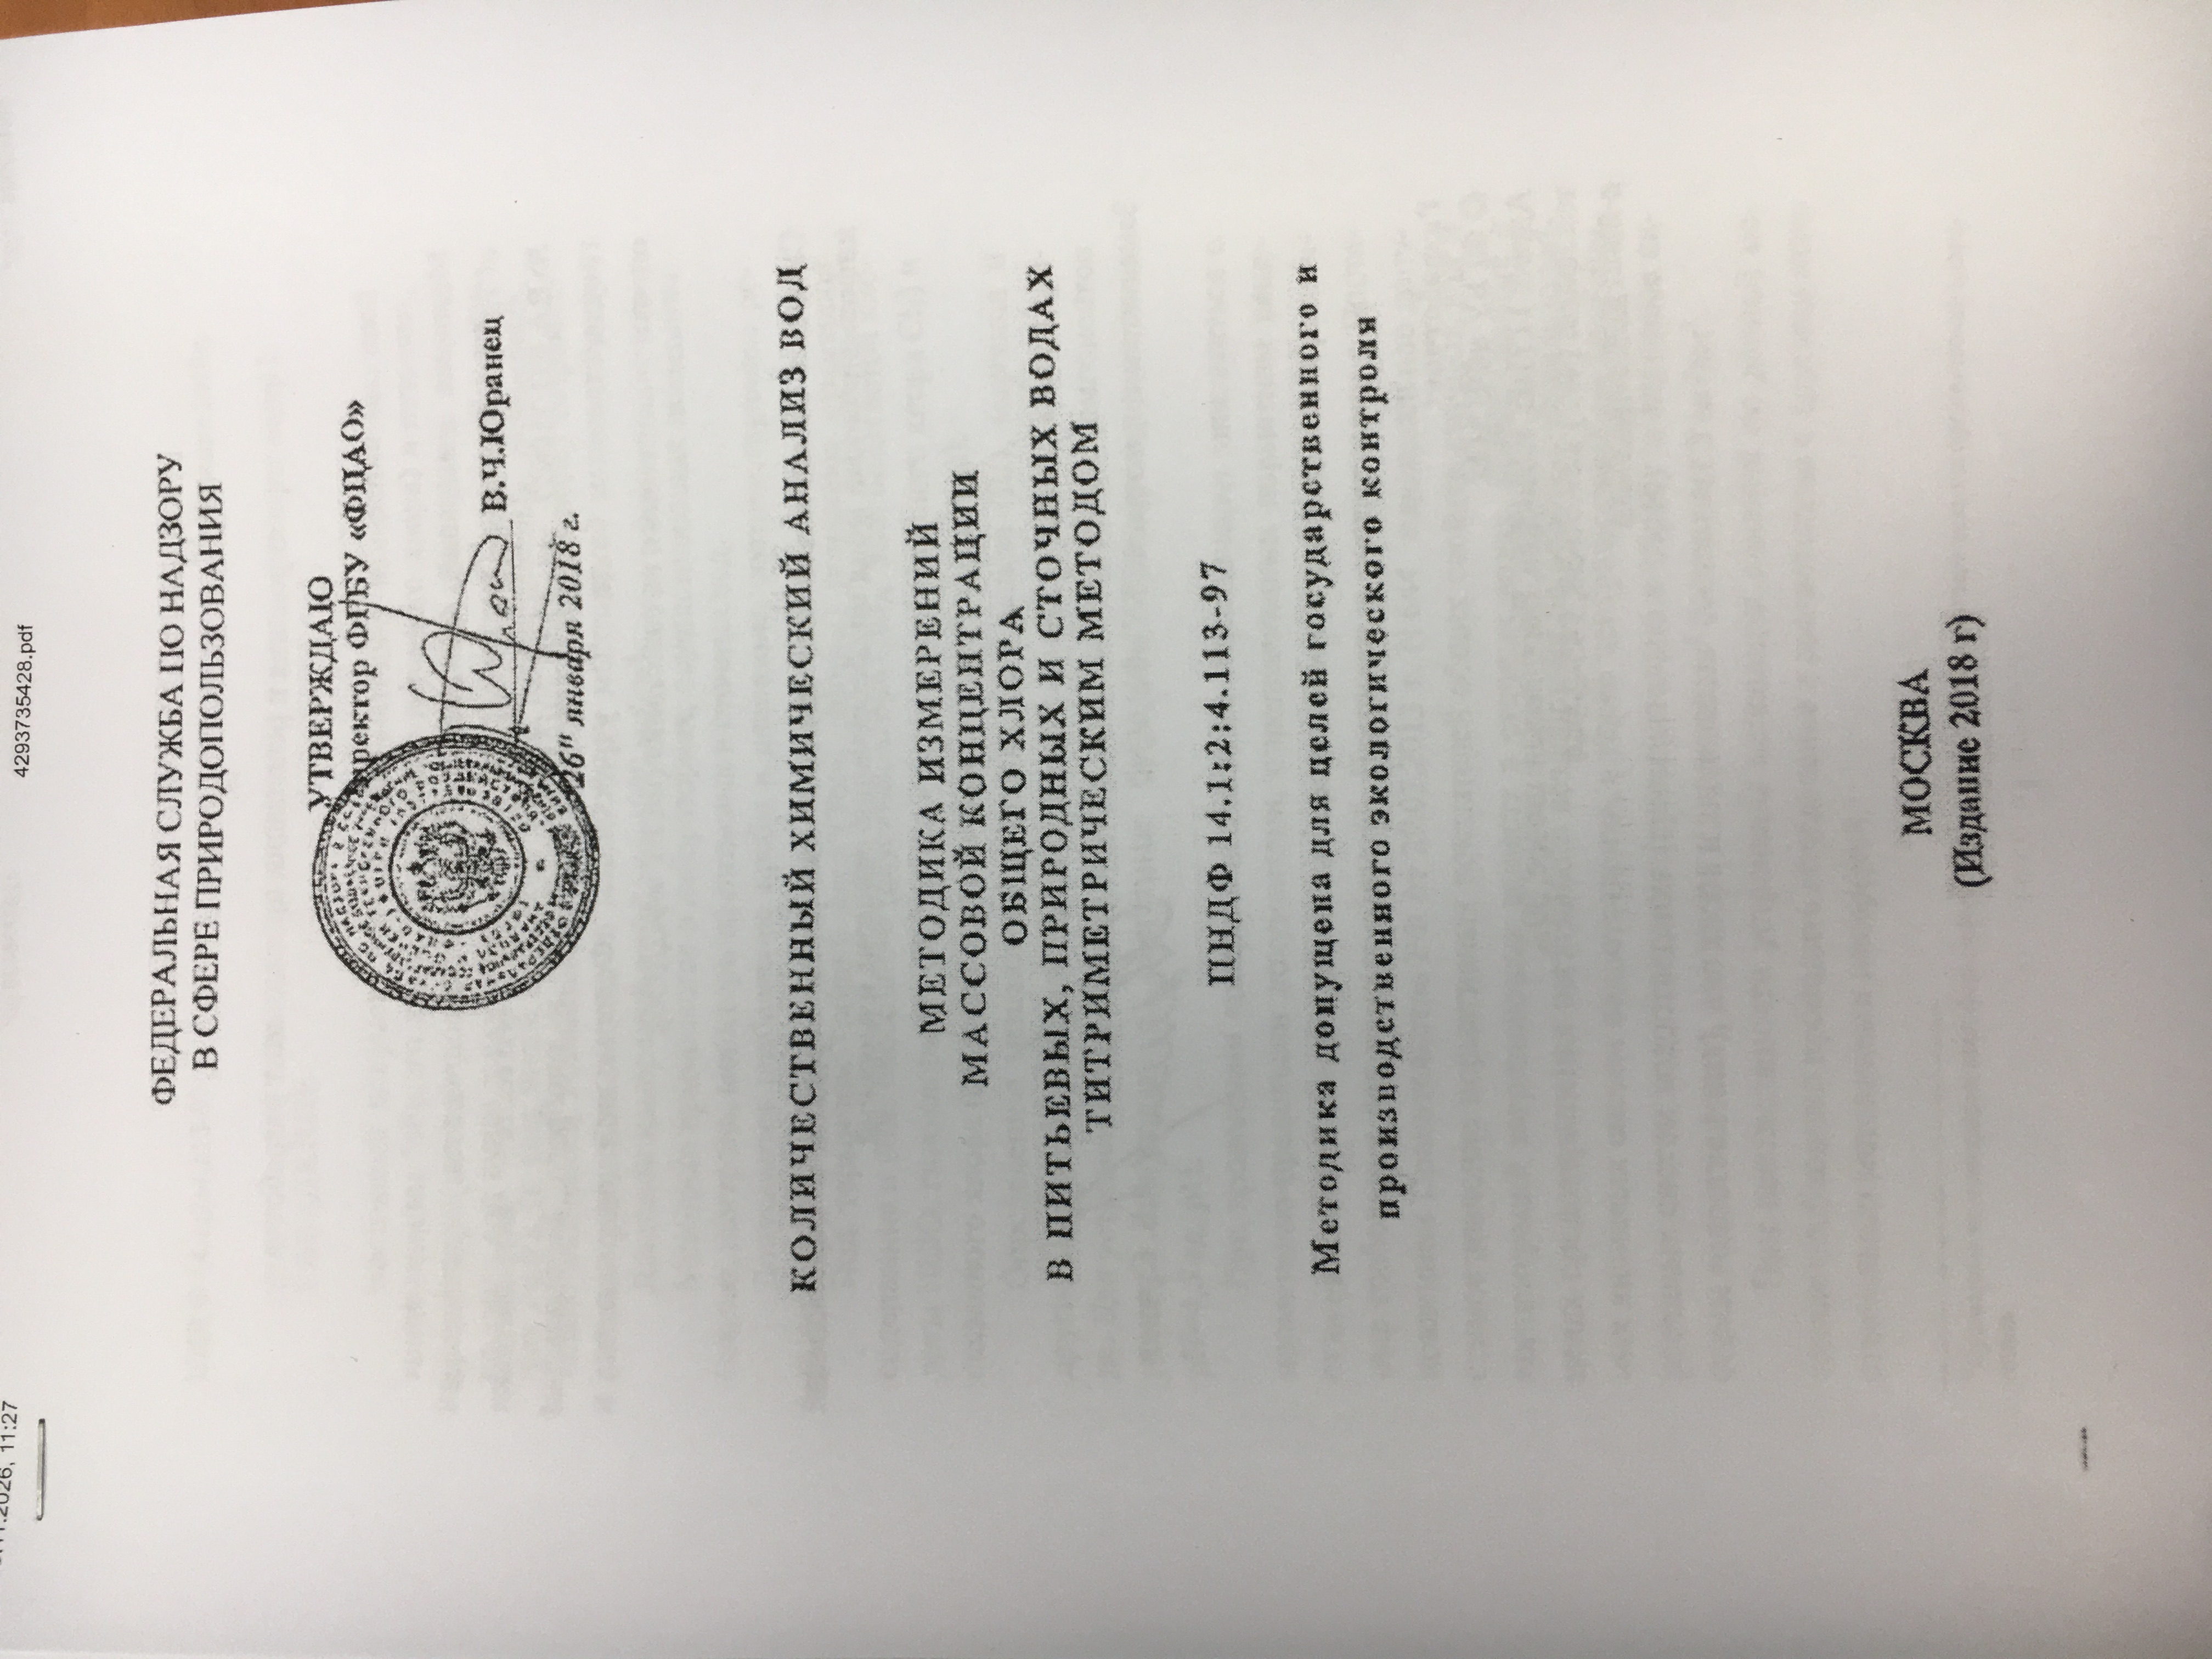 11:27
4293735428.pdf
ФЕДЕРАЛЬНАЯ СЛУЖБА ПО НАДЗОРУ
В СФЕРЕ ПРИРОДОПОЛЬЗОВАНИЯ
УТВЕРЖДАЮ
ректор ФГБУ «ФЦАО»
В.Ч.Юранец
26" января 2018 г.
КОЛИЧЕСТВЕННЫЙ ХИМИЧЕСКИЙ АНАЛИЗ ВОД
МЕТОДИКА ИЗМЕРЕНИЙ
МАССОВОЙ КОНЦЕНТРАЦИИ
ОБЩЕГО ХЛОРА
В ПИТЬЕВЫХ, ПРИРОДНЫХ И СТОЧНЫХ ВОДАХ
ТИТРИМЕТРИЧЕСКИМ МЕТОДОМ
ПНДФ 14.1:2:4.113-97
Методика допущена для целей государственного и
производственного экологического контроля
МОСКВА
(Издание 2018 г)